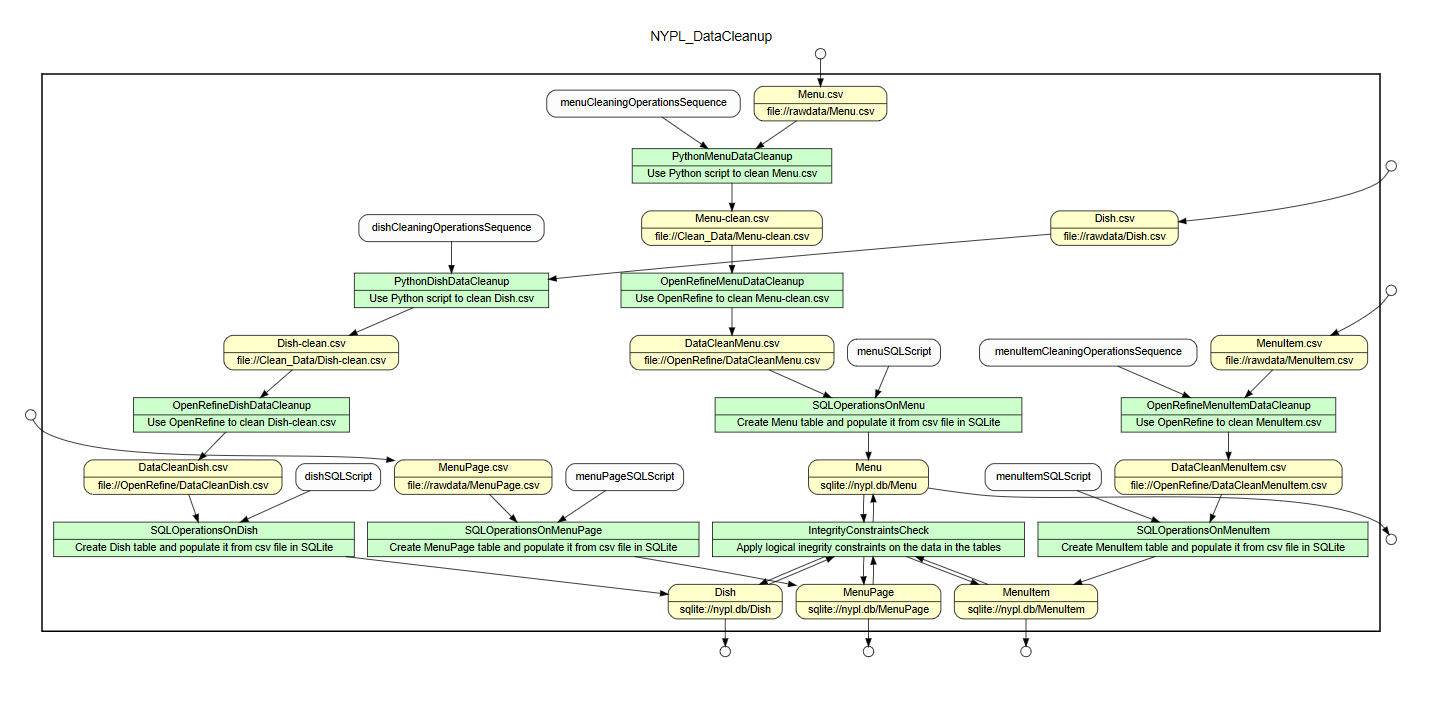 NYPL_DataCleanup
Menu.csv
menuCleaningOperationsSequence
file://rawdata/Menu.csv
PythonMenuDataCleanup
Use Python script to clean Menu.csv
Menu-clean.csv
file://Clean_Data/Menu-clean.csv
Dish.csv
file://rawdata/Dish.csv
dishCleaningOperationsSequence
PythonDishDataCleanup
Use Python script to clean Dish.csv
OpenRefineMenuDataCleanup
Use OpenRefine to clean Menu-clean.csv
Dish-clean.csv
file://Clean_Data/Dish-clean.csv
DataCleanMenu.csv
file://OpenRefine/DataCleanMenu.csv
menuSQLScript
menuItemCleaningOperationsSequence
MenuItem.csv
file://rawdata/MenuItem.csv
OpenRefineDishDataCleanup
Use OpenRefine to clean Dish-clean.csv
SQLOperationsOnMenu
Create Menu table and populate it from csv file in SQLite
OpenRefineMenuItemDataCleanup
Use OpenRefine to clean MenuItem.csv
DataCleanDish.csv
file://OpenRefine/DataCleanDish.csv
dishSQLScript
MenuPage.csv
file://rawdata/MenuPage.csv
menuPageSQLScript
Menu
sqlite://nypl.db/Menu
menuItemSQLScript
DataCleanMenuItem.csv
file://OpenRefine/DataCleanMenuItem.csv
SQLOperationsOnDish
Create Dish table and populate it from csv file in SQLite
SQLOperationsOnMenuPage
Create MenuPage table and populate it from csv file in SQLite
IntegrityConstraintsCheck
Apply logical inegrity constraints on the data in the tables
SQLOperationsOnMenuItem
Create MenuItem table and populate it from csv file in SQLite
Dish
sqlite://nypl.db/Dish
MenuPage
sqlite://nypl.db/MenuPage
MenuItem
sqlite://nypl.db/MenuItem